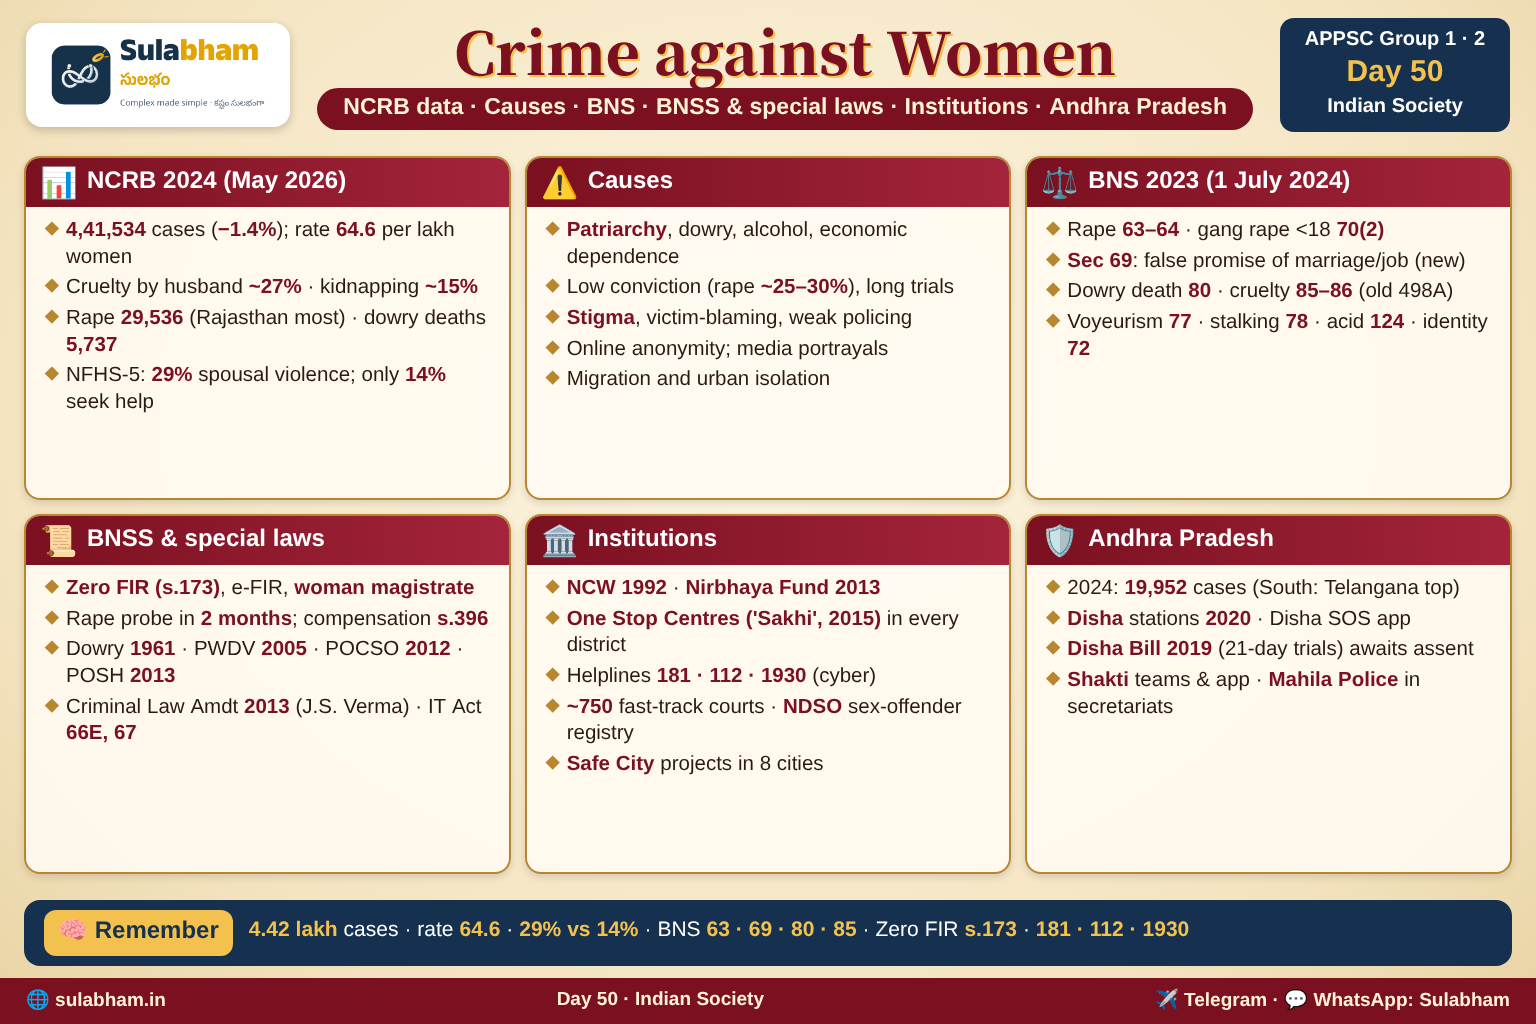 Sulabham
సులభం
Complex made simple · కష్టం సులభంగా
Crime against Women
NCRB data · Causes · BNS · BNSS & special laws · Institutions · Andhra Pradesh
APPSC Group 1 · 2
Day 50
Indian Society
NCRB 2024 (May 2026)
4,41,534 cases (−1.4%); rate 64.6 per lakh
women
Cruelty by husband ~27% · kidnapping ~15%
Rape 29,536 (Rajasthan most) · dowry deaths
5,737
NFHS-5: 29% spousal violence; only 14%
seek help
Causes
Patriarchy, dowry, alcohol, economic
dependence
Low conviction (rape ~25–30%), long trials
Stigma, victim-blaming, weak policing
Online anonymity; media portrayals
Migration and urban isolation
BNS 2023 (1 July 2024)
Rape 63–64 · gang rape <18 70(2)
Sec 69: false promise of marriage/job (new)
Dowry death 80 · cruelty 85–86 (old 498A)
Voyeurism 77 · stalking 78 · acid 124 · identity
72
BNSS & special laws
Zero FIR (s.173), e-FIR, woman magistrate
Rape probe in 2 months; compensation s.396
Dowry 1961 · PWDV 2005 · POCSO 2012 ·
POSH 2013
Criminal Law Amdt 2013 (J.S. Verma) · IT Act
66E, 67
Institutions
NCW 1992 · Nirbhaya Fund 2013
One Stop Centres ('Sakhi', 2015) in every
district
Helplines 181 · 112 · 1930 (cyber)
~750 fast-track courts · NDSO sex-offender
registry
Safe City projects in 8 cities
Andhra Pradesh
2024: 19,952 cases (South: Telangana top)
Disha stations 2020 · Disha SOS app
Disha Bill 2019 (21-day trials) awaits assent
Shakti teams & app · Mahila Police in
secretariats
Remember
4.42 lakh cases · rate 64.6 · 29% vs 14% · BNS 63 · 69 · 80 · 85 · Zero FIR s.173 · 181 · 112 · 1930
sulabham.in
Day 50 · Indian Society
Telegram · WhatsApp: Sulabham